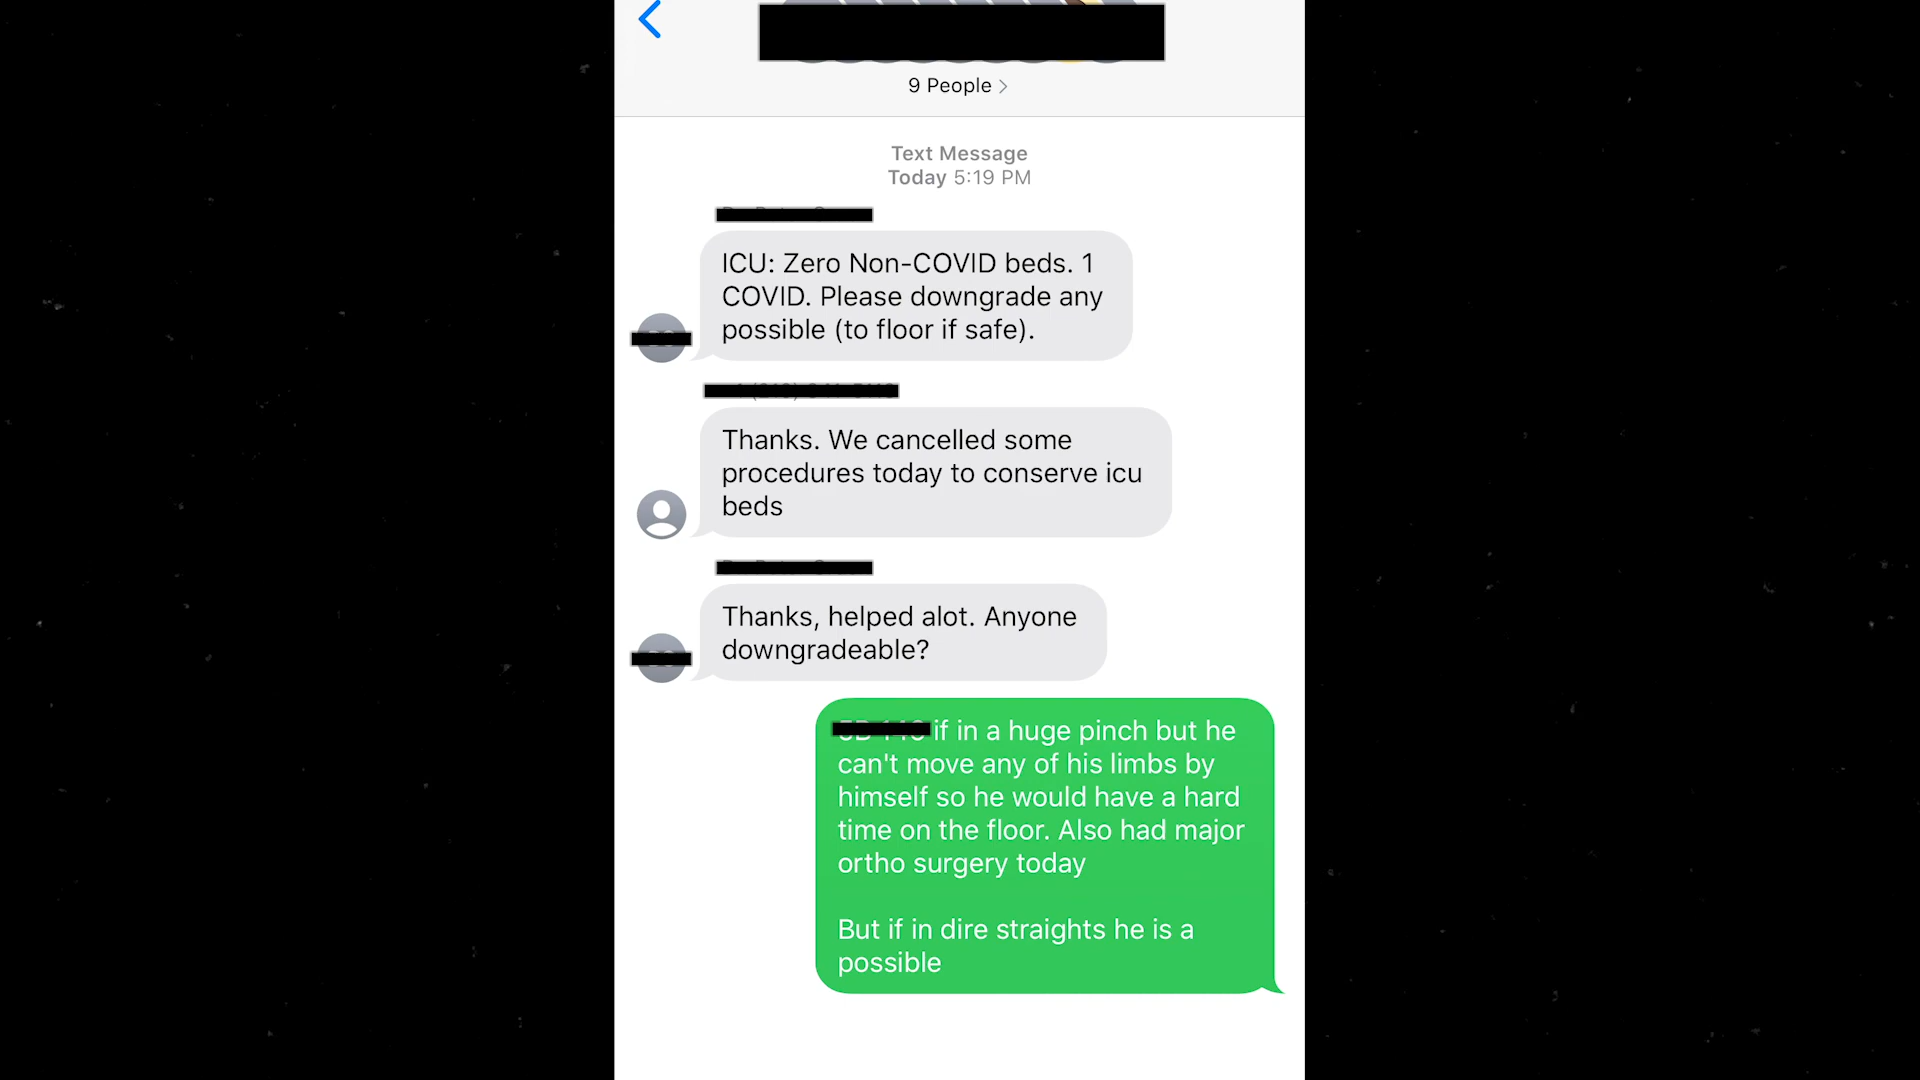 9 People
Text Message
Today 5:19 PM
ICU: Zero Non-COVID beds. 1
COVID. Please downgrade any
possible (to floor if safe).
Thanks. We cancelled some
procedures today to conserve icu
beds
Thanks, helped alot. Anyone
downgradeable?
if in a huge pinch but he
can't move any of his limbs by
himself so he would have a hard
time on the floor. Also had major
ortho surgery today
But if in dire straights he is a
possible